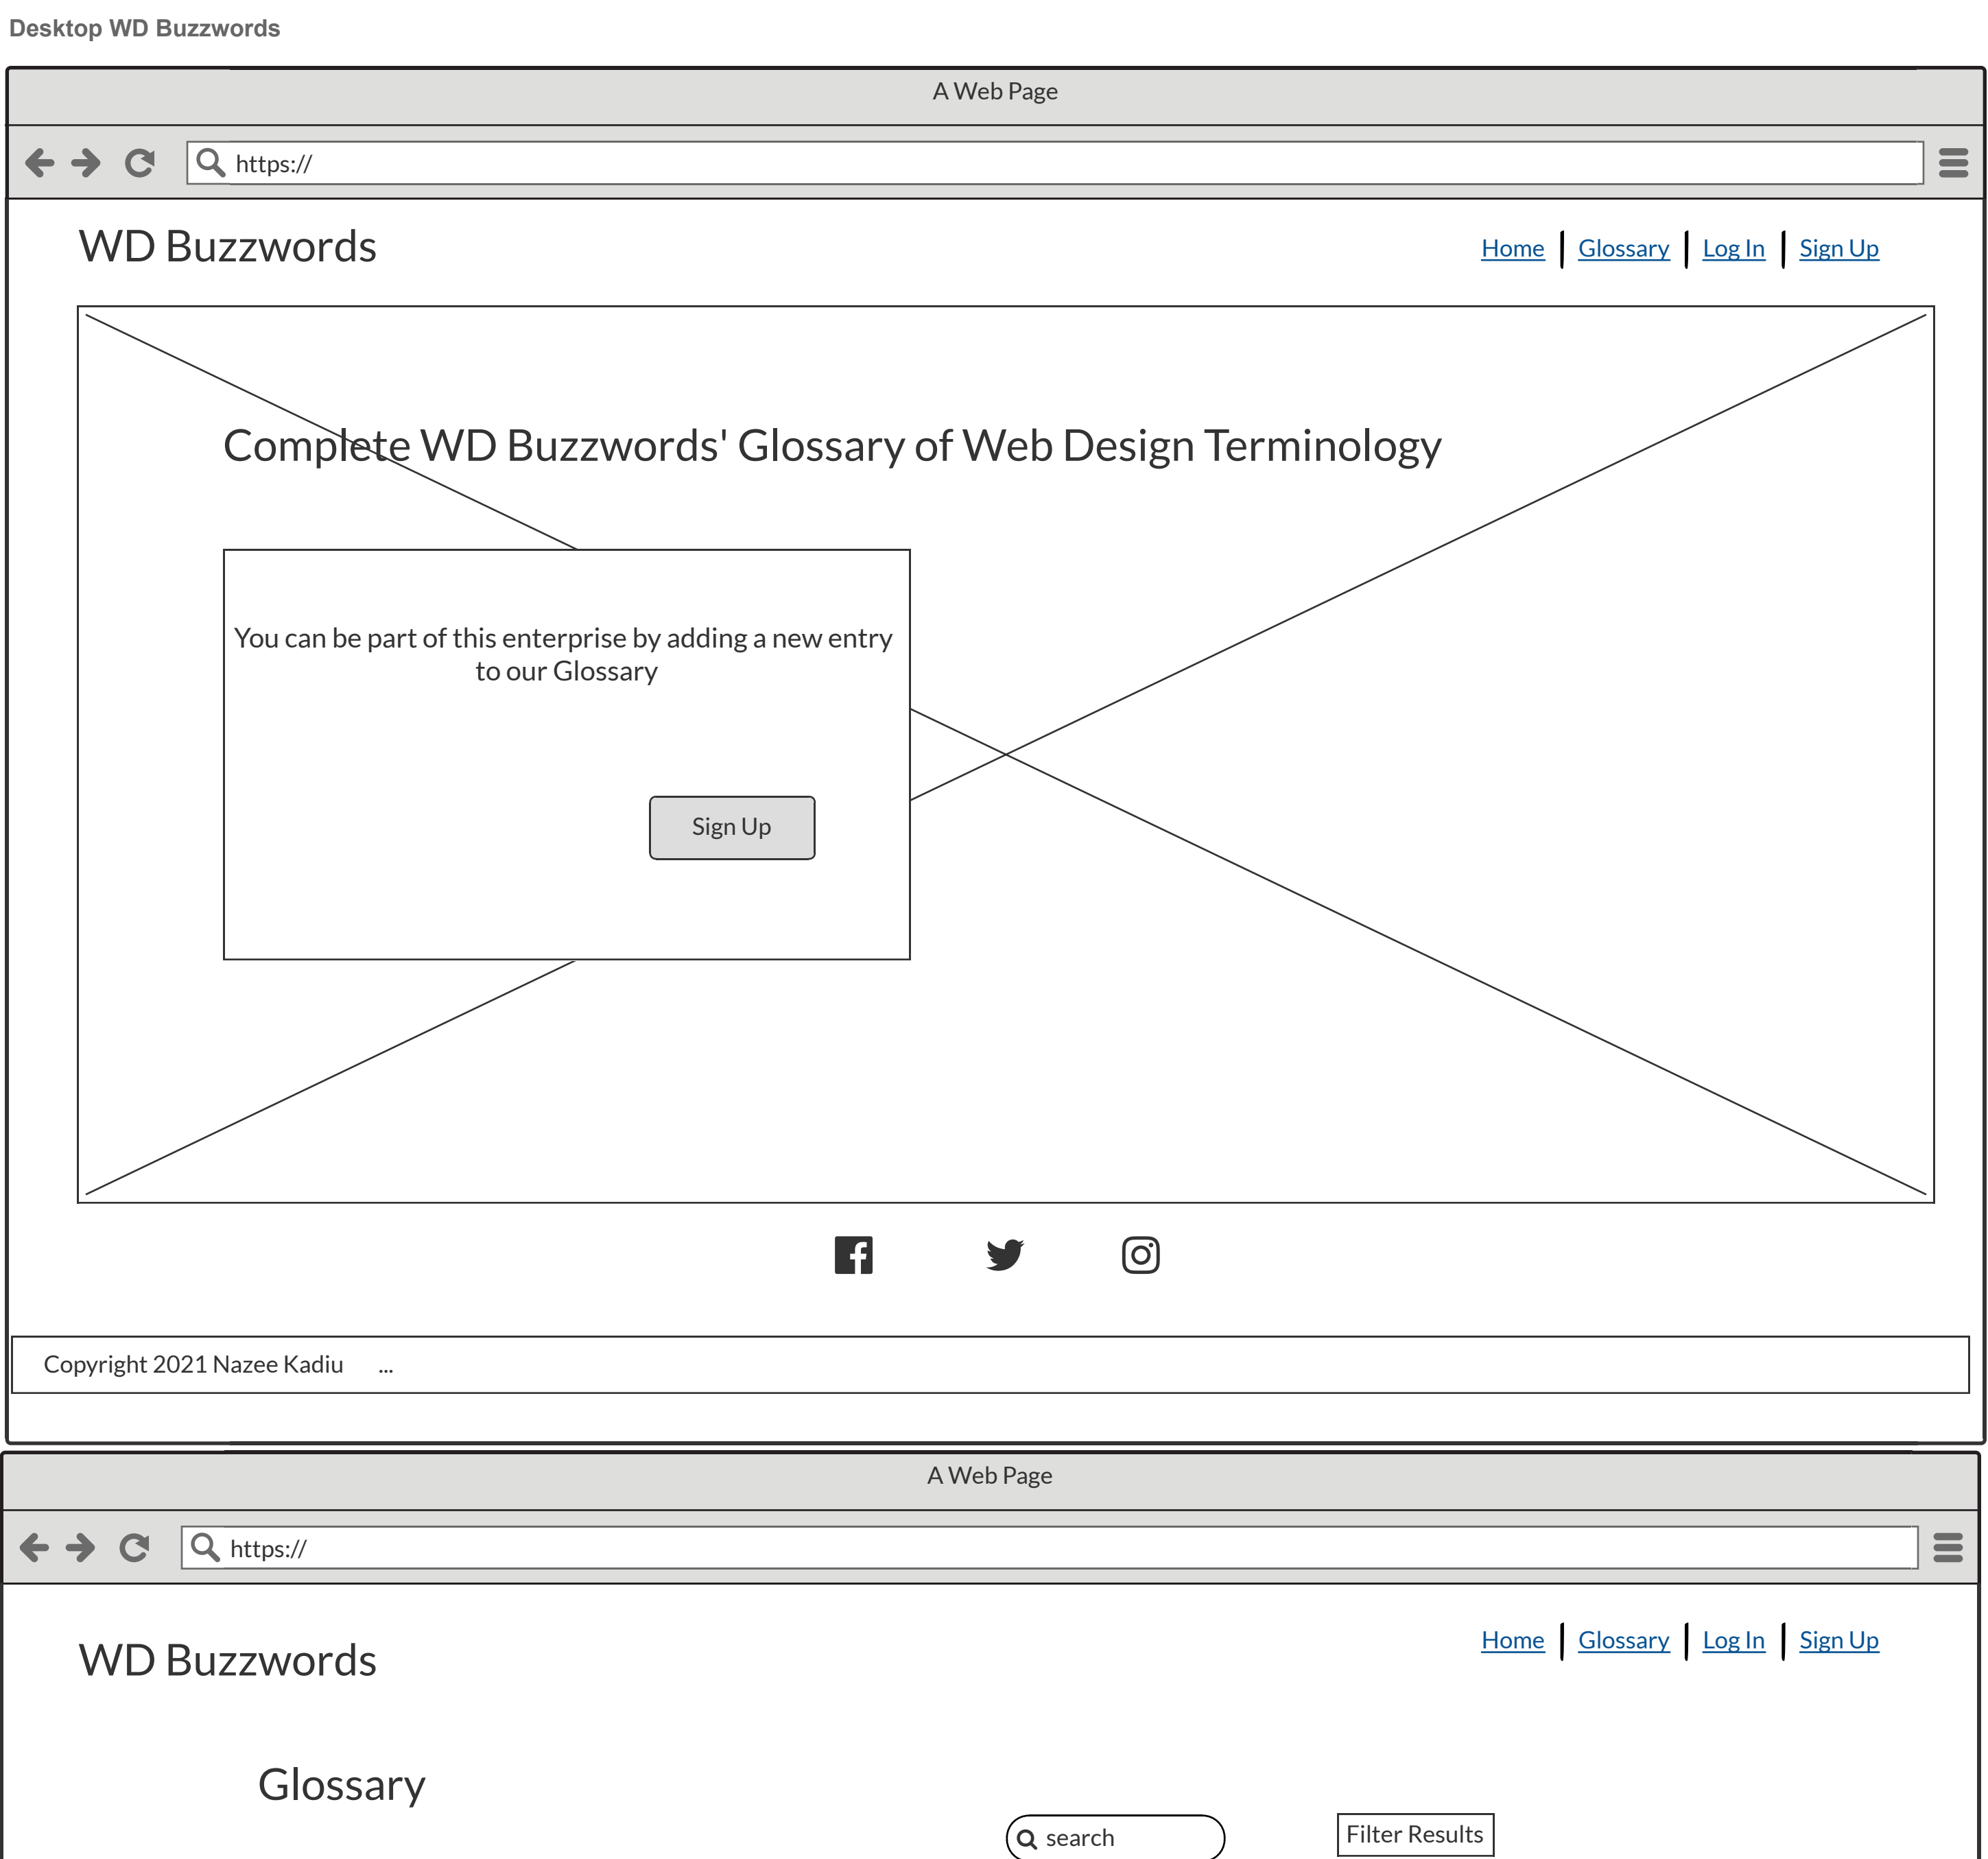 Desktop WD Buzzwords
A Web Page
https://
WD Buzzwords
Home Glossary Log In Sign Up
Complete WD Buzzwords' Glossary of Web Design Terminology
You can be part of this enterprise by adding a new entry
to our Glossary
Sign Up
Copyright 2021 Nazee Kadiu ...
A Web Page
https://
Home Glossary Log In Sign Up
WD Buzzwords
Glossary
search
Filter Results